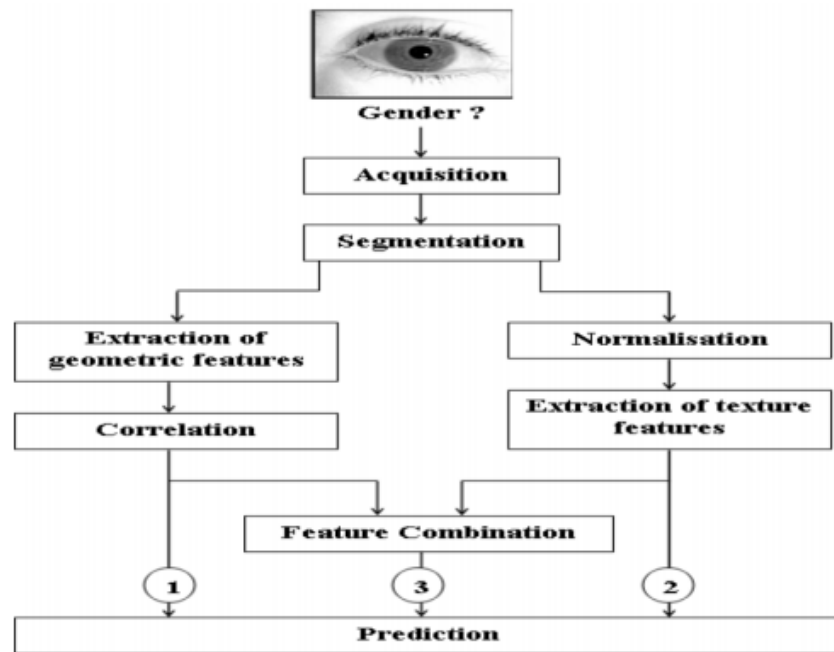 Gender ?
Acquisition
Segmentation
Extraction of
geometric features
Normalisation
Correlation
Extraction of texture
features
Feature Combination
1
3
2
Prediction